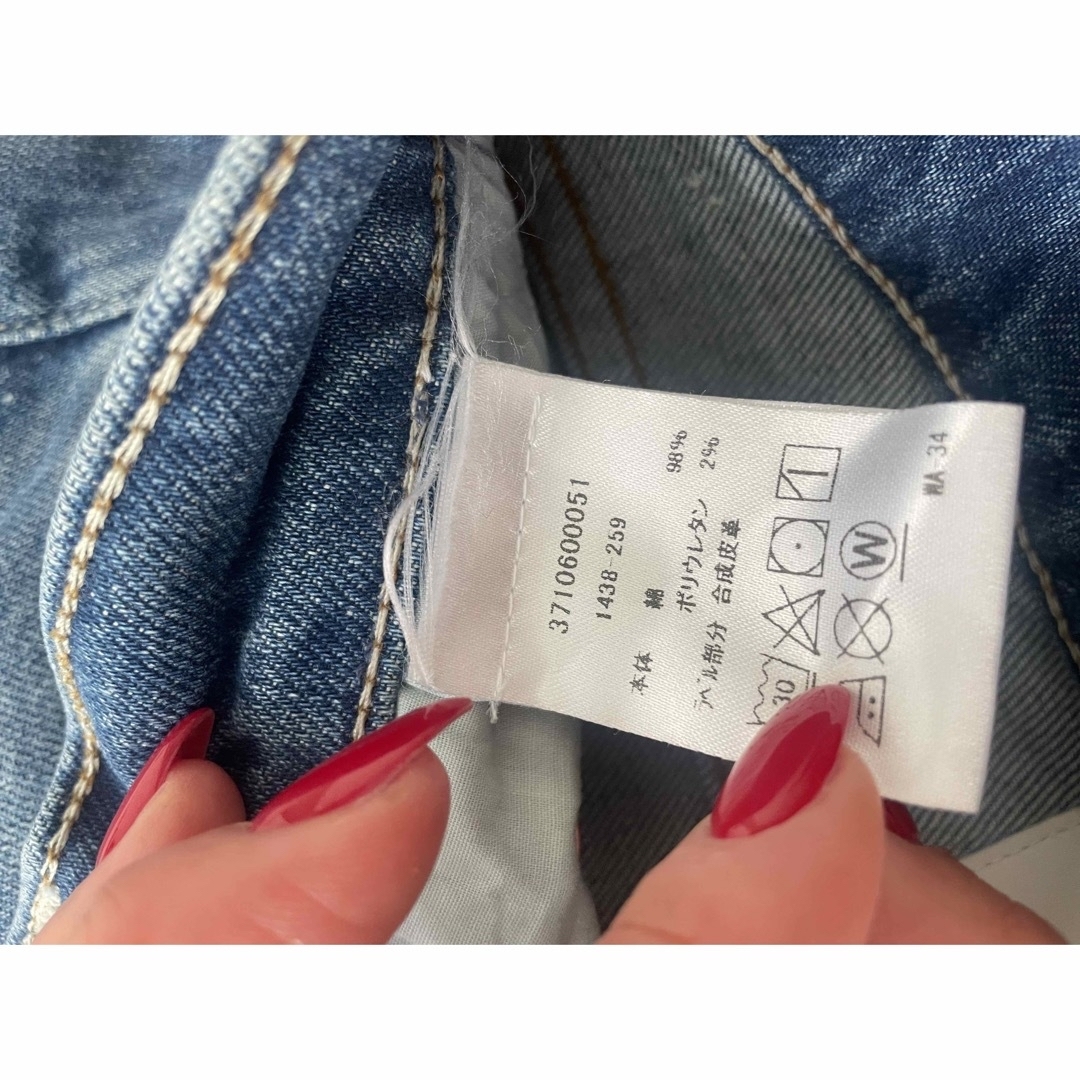 3710600051
1438-259
本体 綿 98%
ポリウレタン 2%
ラベル部分 合成皮革
30
W
WA-34